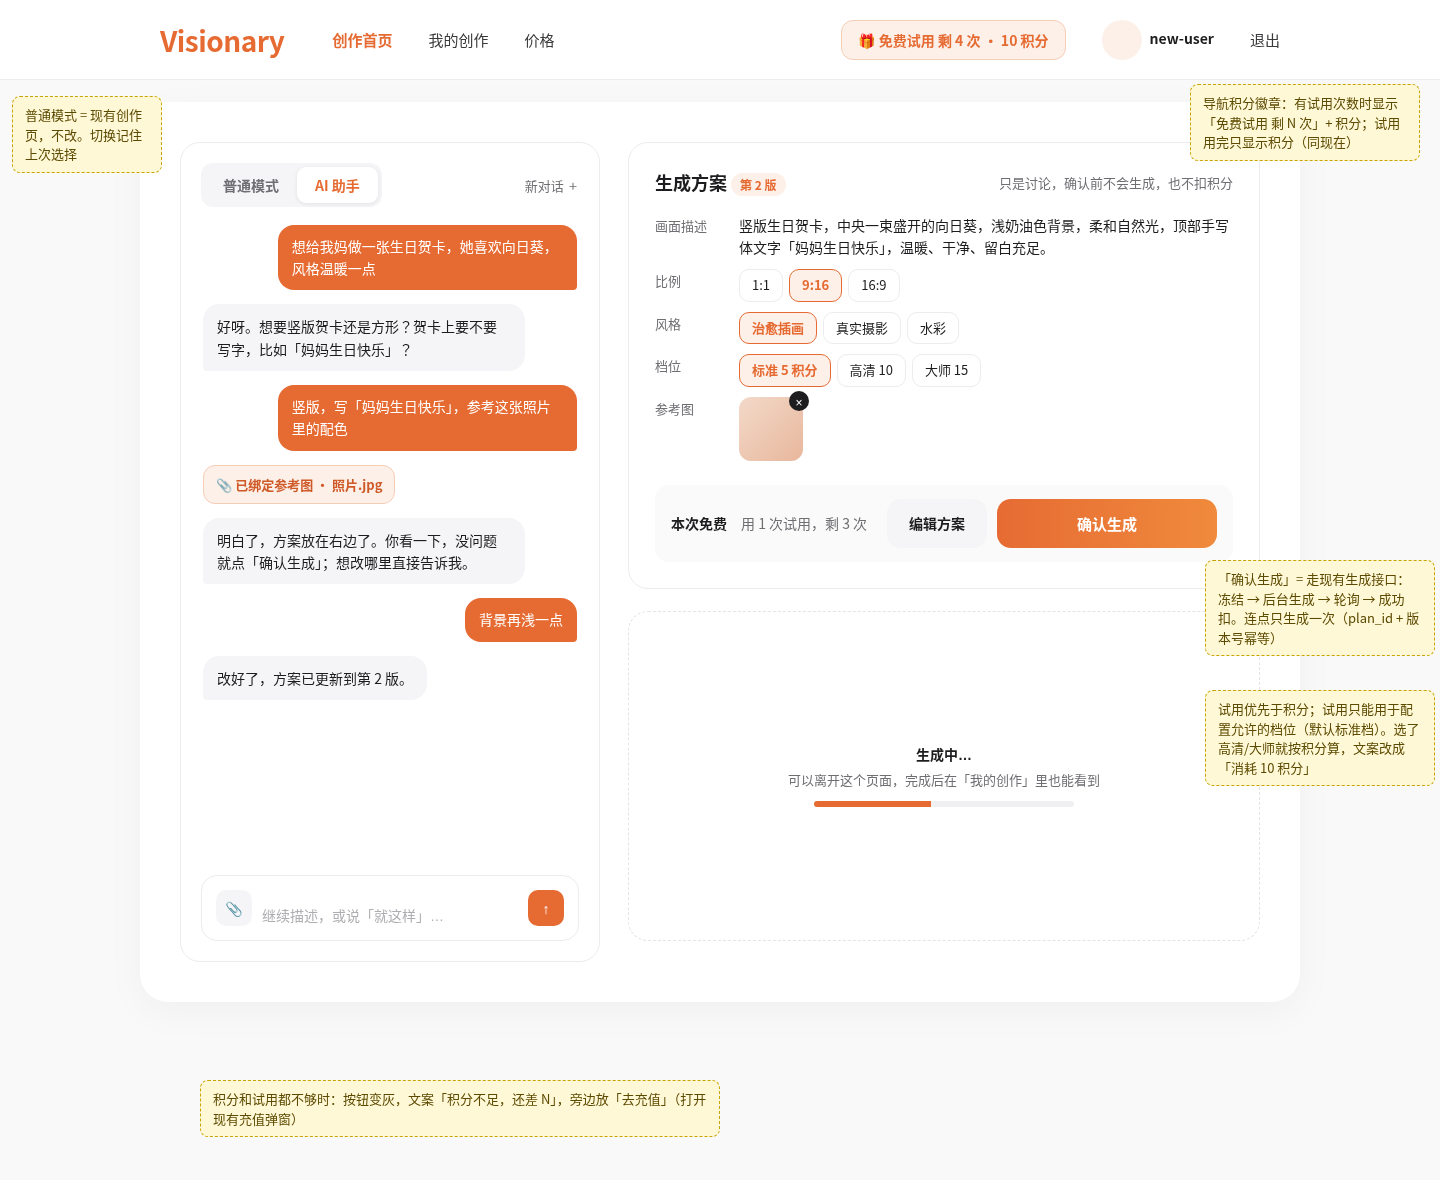 Visionary
创作首页
我的创作
价格
🎁 免费试用 剩 4 次 · 10 积分
new-user
退出
普通模式 = 现有创作
页，不改。切换记住
上次选择
导航积分徽章：有试用次数时显示
「免费试用 剩 N 次」+ 积分；试用
用完只显示积分（同现在）
普通模式
AI 助手
新对话 +
想给我妈做一张生日贺卡，她喜欢向日葵，
风格温暖一点
好呀。想要竖版贺卡还是方形？贺卡上要不要
写字，比如「妈妈生日快乐」？
竖版，写「妈妈生日快乐」，参考这张照片
里的配色
📎 已绑定参考图 · 照片.jpg
明白了，方案放在右边了。你看一下，没问题
就点「确认生成」；想改哪里直接告诉我。
背景再浅一点
改好了，方案已更新到第 2 版。
📎
继续描述，或说「就这样」…
↑
生成方案
第 2 版
只是讨论，确认前不会生成，也不扣积分
画面描述
竖版生日贺卡，中央一束盛开的向日葵，浅奶油色背景，柔和自然光，顶部手写
体文字「妈妈生日快乐」，温暖、干净、留白充足。
比例
1:1
9:16
16:9
风格
治愈插画
真实摄影
水彩
档位
标准 5 积分
高清 10
大师 15
参考图
×
本次免费
用 1 次试用，剩 3 次
编辑方案
确认生成
「确认生成」= 走现有生成接口：
冻结 → 后台生成 → 轮询 → 成功
扣。连点只生成一次（plan_id + 版
本号幂等）
生成中…
可以离开这个页面，完成后在「我的创作」里也能看到
试用优先于积分；试用只能用于配
置允许的档位（默认标准档）。选了
高清/大师就按积分算，文案改成
「消耗 10 积分」
积分和试用都不够时：按钮变灰，文案「积分不足，还差 N」，旁边放「去充值」（打开
现有充值弹窗）